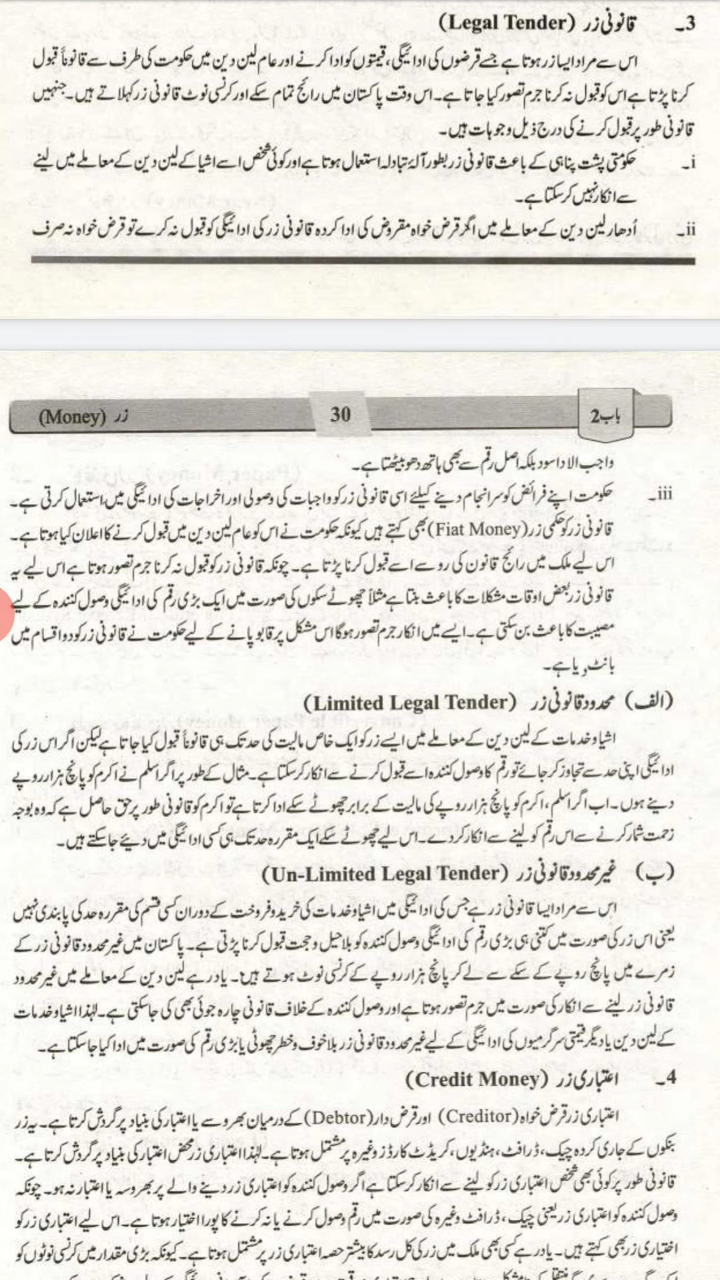 3۔ قانونی زر (Legal Tender)
اس سے مراد ایسا زر ہوتا ہے جسے قرضوں کی ادائیگی، قیمتوں کو ادا کرنے اور عام لین دین میں حکومت کی طرف سے قانوناً قبول
کرنا پڑتا ہے اس کو قبول نہ کرنا جرم تصور کیا جاتا ہے۔ اس وقت پاکستان میں رائج تمام سکے اور کرنسی نوٹ قانونی زر کہلاتے ہیں۔ جنہیں
قانونی طور پر قبول کرنے کی درج ذیل وجوہات ہیں۔
i۔ حکومتی پشت پناہی کے باعث قانونی زر بطور آلۂ تبادلہ استعمال ہوتا ہے اور کوئی شخص اسے اشیا کے لین دین کے معاملے میں لینے
سے انکار نہیں کر سکتا ہے۔
ii۔ اُدھار لین دین کے معاملے میں اگر قرض خواہ مقروض کی ادا کردہ قانونی زر کی ادائیگی کو قبول نہ کرے تو قرض خواہ نہ صرف
باب 2 30 زر (Money)
واجب الادا سود بلکہ اصل رقم سے بھی ہاتھ دھو بیٹھتا ہے۔
iii۔ حکومت اپنے فرائض کو سرانجام دینے کیلئے اسی قانونی زر کو واجبات کی وصولی اور اخراجات کی ادائیگی میں استعمال کرتی ہے۔
قانونی زر کو حکمی زر (Fiat Money) بھی کہتے ہیں کیونکہ حکومت نے اس کو عام لین دین میں قبول کرنے کا اعلان کیا ہوتا ہے۔
اس لیے ملک میں رائج قانون کی رو سے اسے قبول کرنا پڑتا ہے۔ چونکہ قانونی زر کو قبول نہ کرنا جرم تصور ہوتا ہے اس لیے یہ
قانونی زر بعض اوقات مشکلات کا باعث بنتا ہے مثلاً چھوٹے سکوں کی صورت میں ایک بڑی رقم کی ادائیگی وصول کنندہ کے لیے
مصیبت کا باعث بن سکتی ہے۔ ایسے میں انکار جرم تصور ہوگا اس مشکل پر قابو پانے کے لیے حکومت نے قانونی زر کو دو اقسام میں
بانٹ دیا ہے۔
(الف) محدود قانونی زر (Limited Legal Tender)
اشیا و خدمات کے لین دین کے معاملے میں ایسے زر کو ایک خاص مالیت کی حد تک ہی قانوناً قبول کیا جاتا ہے لیکن اگر اس زر کی
ادائیگی اپنی حد سے تجاوز کر جائے تو رقم کا وصول کنندہ اسے قبول کرنے سے انکار کر سکتا ہے۔ مثال کے طور پر اگر اسلم نے اکرم کو پانچ ہزار روپے
دینے ہوں۔ اب اگر اسلم، اکرم کو پانچ ہزار روپے کی مالیت کے برابر چھوٹے سکے ادا کرتا ہے تو اکرم کو قانونی طور پر حق حاصل ہے کہ وہ بوجہ
زحمت شمار کرنے سے اس رقم کو لینے سے انکار کر دے۔ اس لیے چھوٹے سکے ایک مقررہ حد تک ہی کسی ادائیگی میں دیئے جا سکتے ہیں۔
(ب) غیر محدود قانونی زر (Un-Limited Legal Tender)
اس سے مراد ایسا قانونی زر ہے جس کی ادائیگی میں اشیا و خدمات کی خرید و فروخت کے دوران کسی قسم کی مقررہ حد کی پابندی نہیں
یعنی اس زر کی صورت میں کتنی ہی بڑی رقم کی ادائیگی وصول کنندہ کو بلا حیل و حجت قبول کرنا پڑتی ہے۔ پاکستان میں غیر محدود قانونی زر کے
زمرے میں پانچ روپے کے سکے سے لے کر پانچ ہزار روپے کے کرنسی نوٹ ہوتے ہیں۔ یاد رہے لین دین کے معاملے میں غیر محدود
قانونی زر لینے سے انکار کی صورت میں جرم تصور ہوتا ہے اور وصول کنندہ کے خلاف قانونی چارہ جوئی بھی کی جا سکتی ہے۔ لہٰذا اشیا و خدمات
کے لین دین یا دیگر قیمتی سرگرمیوں کی ادائیگی کے لیے غیر محدود قانونی زر بلا خوف و خطر چھوٹی یا بڑی رقم کی صورت میں ادا کیا جا سکتا ہے۔
4۔ اعتباری زر (Credit Money)
اعتباری زر قرض خواہ (Creditor) اور قرض دار (Debtor) کے درمیان بھروسے یا اعتبار کی بنیاد پر گردش کرتا ہے۔ یہ زر
بنکوں کے جاری کردہ چیک، ڈرافٹ، ہنڈیوں، کریڈٹ کارڈز وغیرہ پر مشتمل ہوتا ہے۔ لہٰذا اعتباری زر محض اعتبار کی بنیاد پر گردش کرتا ہے۔
قانونی طور پر کوئی بھی شخص اعتباری زر کو لینے سے انکار کر سکتا ہے اگر وصول کنندہ کو اعتباری زر دینے والے پر بھروسہ یا اعتبار نہ ہو۔ چونکہ
وصول کنندہ کو اعتباری زر یعنی چیک، ڈرافٹ وغیرہ کی صورت میں رقم وصول کرنے یا نہ کرنے کا پورا اختیار ہوتا ہے۔ اس لیے اعتباری زر کو
اختیاری زر بھی کہتے ہیں۔ یاد رہے کسی بھی ملک میں زر کی کل رسد کا بیشتر حصہ اعتباری زر پر مشتمل ہوتا ہے۔ کیونکہ بڑی مقدار میں کرنسی نوٹوں کو